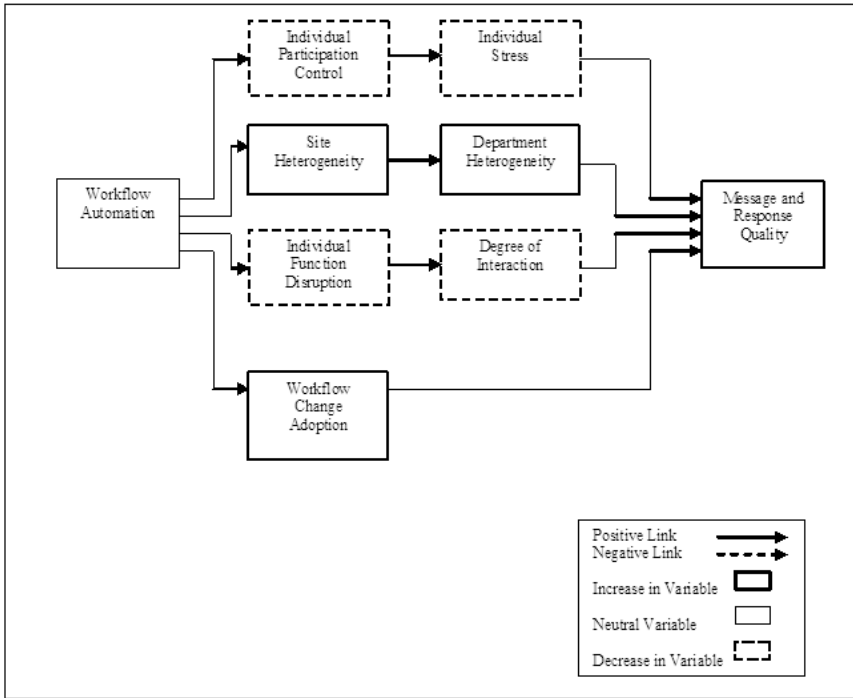 Individual
Participation
Control
Individual
Stress
Site
Heterogeneity
Department
Heterogeneity
Workflow
Automation
Message and
Response
Quality
Individual
Function
Disruption
Degree of
Interaction
Workflow
Change
Adoption
Positive Link
Negative Link
Increase in Variable
Neutral Variable
Decrease in Variable